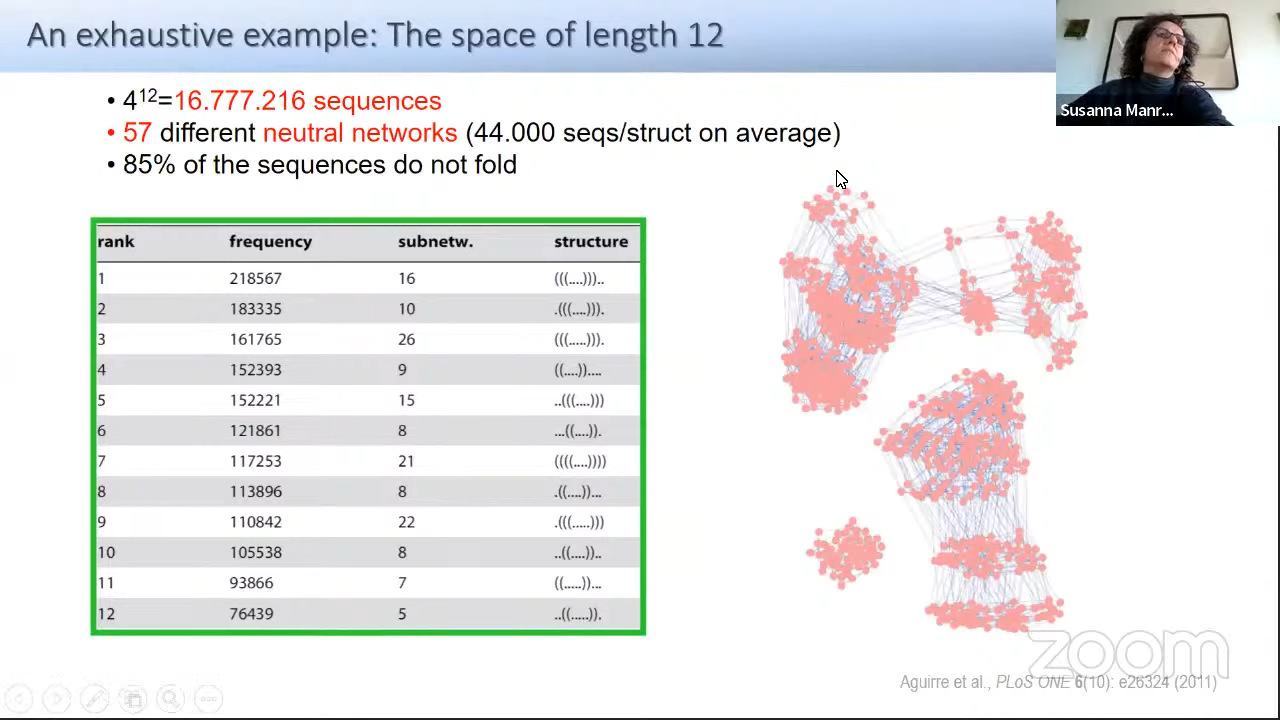 An exhaustive example: The space of length 12
• 4^12=16.777.216 sequences
• 57 different neutral networks (44.000 seqs/struct on average)
• 85% of the sequences do not fold
Susanna Manr...
rank frequency subnetw. structure
1 218567 16 (((....)))..
2 183335 10 .(((....))).
3 161765 26 (((.....))).
4 152393 9 ((....))....
5 152221 15 ..(((....)))
6 121861 8 ...((....)).
7 117253 21 ((((....))))
8 113896 8 .((....))...
9 110842 22 .(((.....)))
10 105538 8 ..((....))..
11 93866 7 ((.....))...
12 76439 5 ..((.....)).
zoom
Aguirre et al., PLoS ONE 6(10): e26324 (2011)